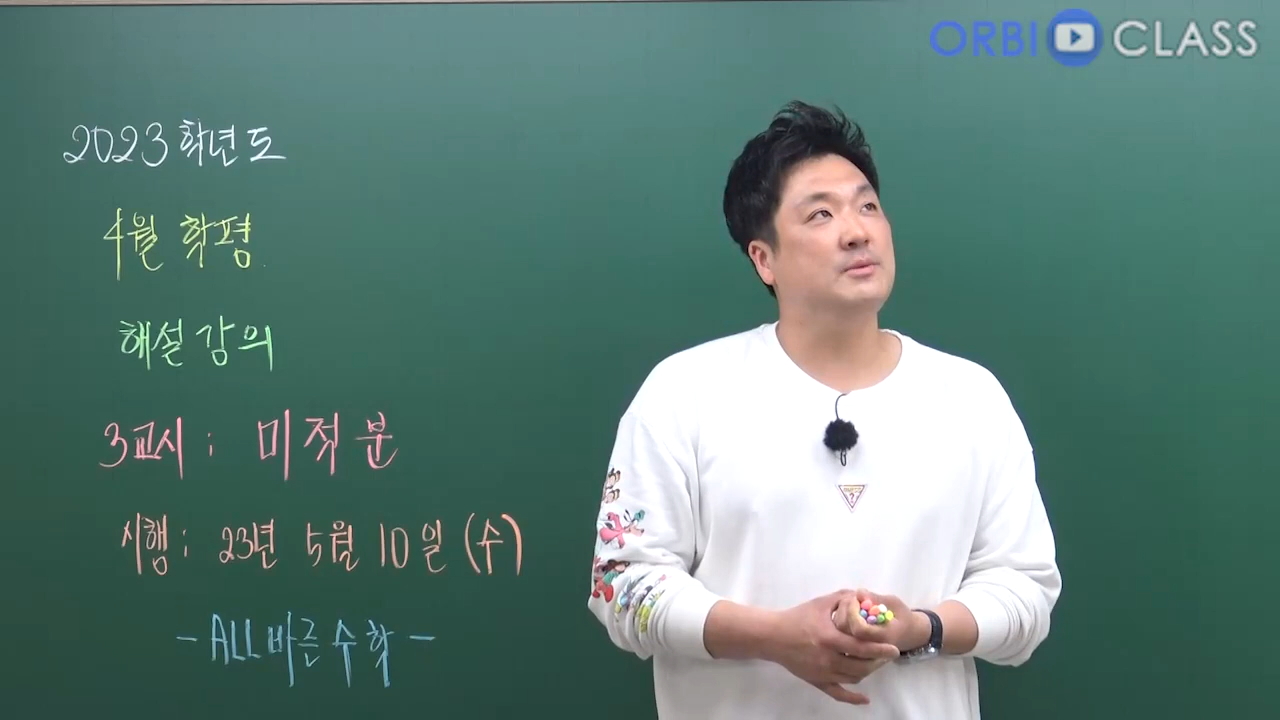 ORBI CLASS
2023학년도
4월 학평
해설강의
3교시 : 미적분
시행 : 23년 5월 10일 (수)
- ALL바른수학 -
?